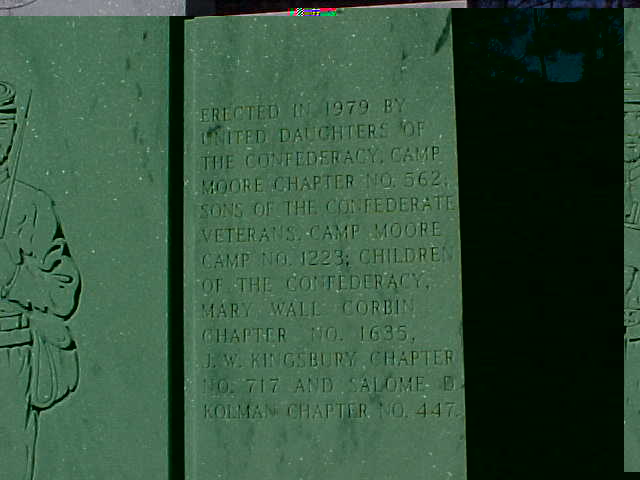 ERECTED IN 1979 BY
UNITED DAUGHTERS OF
THE CONFEDERACY, CAMP
MOORE CHAPTER NO. 562,
SONS OF THE CONFEDERATE
VETERANS, CAMP MOORE
CAMP NO. 1223; CHILDREN
OF THE CONFEDERACY,
MARY WALL CORBIN
CHAPTER NO. 1635,
J. W. KINGSBURY CHAPTER
NO. 717 AND SALOME D.
KOLMAN CHAPTER NO. 447.